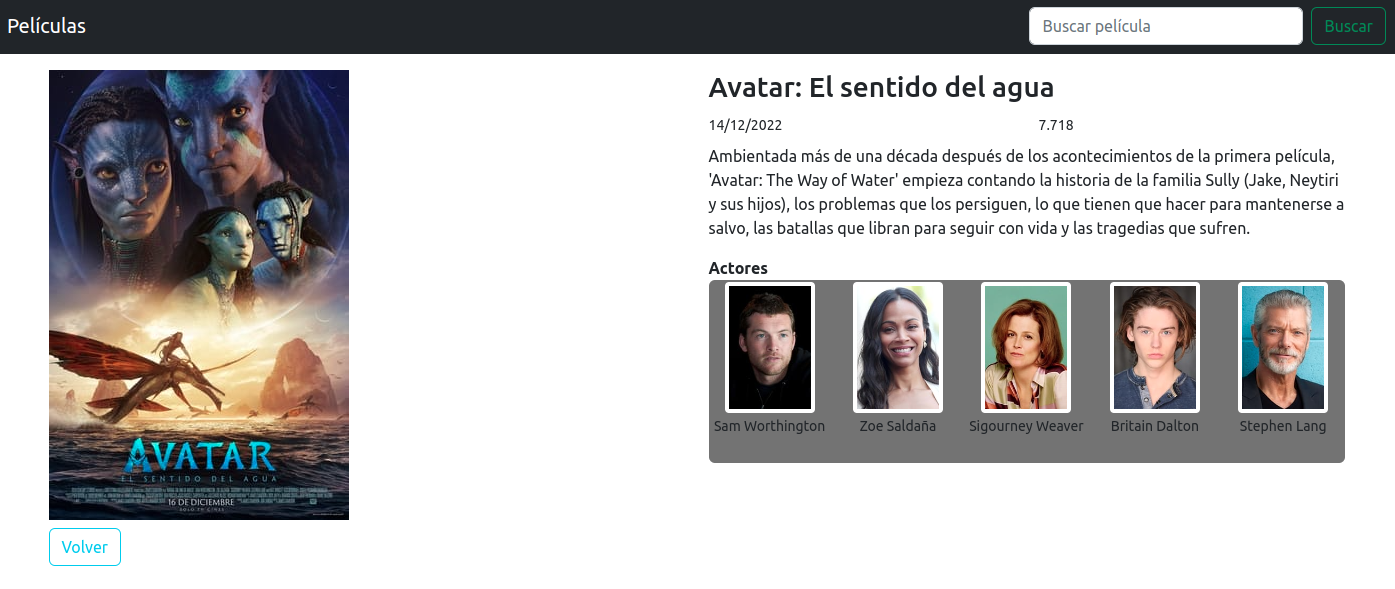 Películas
Buscar película
Buscar
Avatar: El sentido del agua
14/12/2022 7.718
Ambientada más de una década después de los acontecimientos de la primera película,
'Avatar: The Way of Water' empieza contando la historia de la familia Sully (Jake, Neytiri
y sus hijos), los problemas que los persiguen, lo que tienen que hacer para mantenerse a
salvo, las batallas que libran para seguir con vida y las tragedias que sufren.
Actores
Sam Worthington
Zoe Saldaña
Sigourney Weaver
Britain Dalton
Stephen Lang
AVATAR
EL SENTIDO DEL AGUA
16 DE DICIEMBRE
SOLO EN CINES
Volver